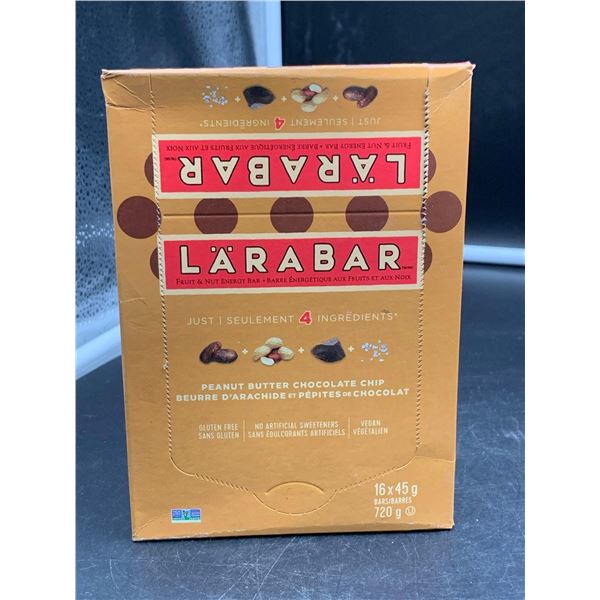 JUST | SEULEMENT 4 INGRËDIENTS*
FRUIT & NUT ENERGY BAR • BARRE ÉNERGÉTIQUE AUX FRUITS ET AUX NOIX
LÄRABAR
LÄRABAR
FRUIT & NUT ENERGY BAR • BARRE ÉNERGÉTIQUE AUX FRUITS ET AUX NOIX
JUST | SEULEMENT 4 INGRËDIENTS*
PEANUT BUTTER CHOCOLATE CHIP
BEURRE D'ARACHIDE ET PÉPITES DE CHOCOLAT
GLUTEN FREE
SANS GLUTEN
NO ARTIFICIAL SWEETENERS
SANS ÉDULCORANTS ARTIFICIELS
VEGAN
VÉGÉTALIEN
16 x 45 g
BARS/BARRES
720 g U